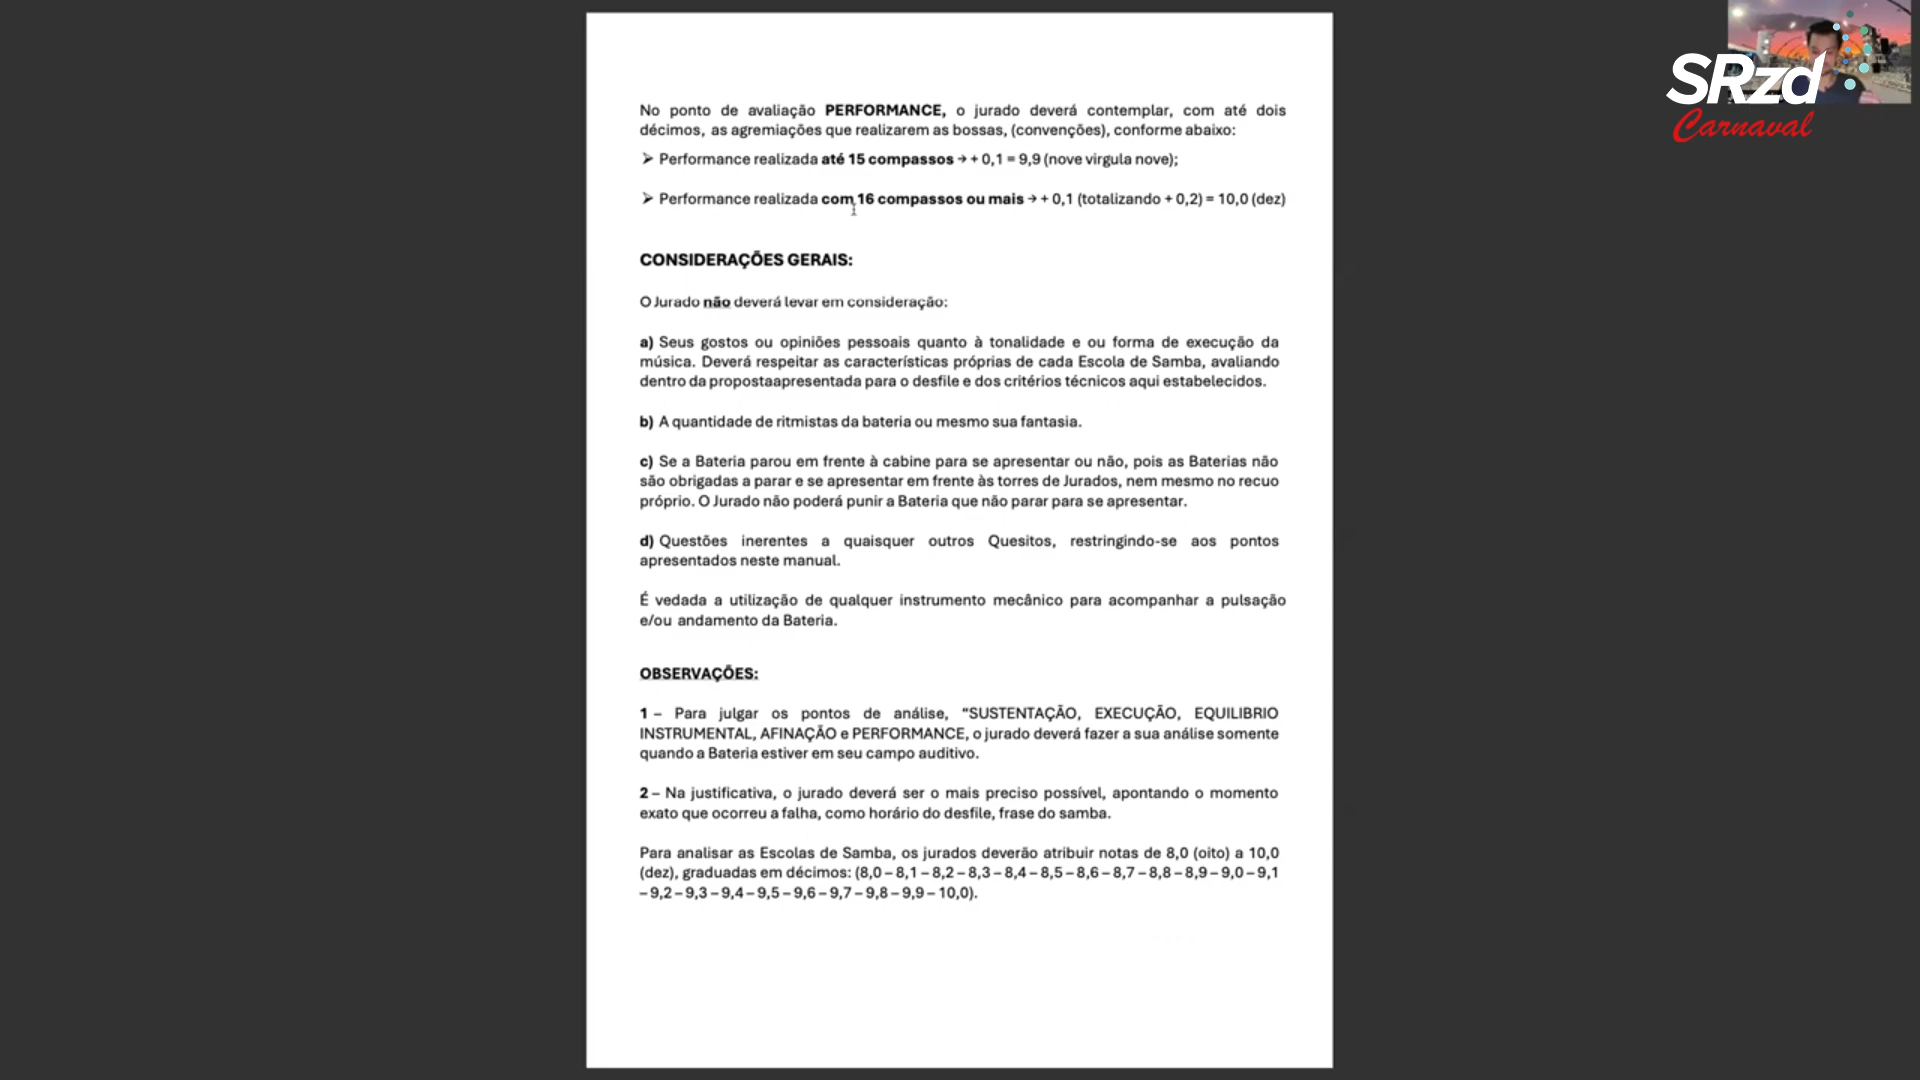 SRzd
Carnaval
No ponto de avaliação PERFORMANCE, o jurado deverá contemplar, com até dois
décimos, as agremiações que realizarem as bossas, (convenções), conforme abaixo:
➢ Performance realizada até 15 compassos → + 0,1 = 9,9 (nove virgula nove);
➢ Performance realizada com 16 compassos ou mais → + 0,1 (totalizando + 0,2) = 10,0 (dez)
CONSIDERAÇÕES GERAIS:
O Jurado não deverá levar em consideração:
a) Seus gostos ou opiniões pessoais quanto à tonalidade e ou forma de execução da
música. Deverá respeitar as características próprias de cada Escola de Samba, avaliando
dentro da propostaapresentada para o desfile e dos critérios técnicos aqui estabelecidos.
b) A quantidade de ritmistas da bateria ou mesmo sua fantasia.
c) Se a Bateria parou em frente à cabine para se apresentar ou não, pois as Baterias não
são obrigadas a parar e se apresentar em frente às torres de Jurados, nem mesmo no recuo
próprio. O Jurado não poderá punir a Bateria que não parar para se apresentar.
d) Questões inerentes a quaisquer outros Quesitos, restringindo-se aos pontos
apresentados neste manual.
É vedada a utilização de qualquer instrumento mecânico para acompanhar a pulsação
e/ou andamento da Bateria.
OBSERVAÇÕES:
1 – Para julgar os pontos de análise, “SUSTENTAÇÃO, EXECUÇÃO, EQUILIBRIO
INSTRUMENTAL, AFINAÇÃO e PERFORMANCE, o jurado deverá fazer a sua análise somente
quando a Bateria estiver em seu campo auditivo.
2 – Na justificativa, o jurado deverá ser o mais preciso possível, apontando o momento
exato que ocorreu a falha, como horário do desfile, frase do samba.
Para analisar as Escolas de Samba, os jurados deverão atribuir notas de 8,0 (oito) a 10,0
(dez), graduadas em décimos: (8,0 – 8,1 – 8,2 – 8,3 – 8,4 – 8,5 – 8,6 – 8,7 – 8,8 – 8,9 – 9,0 – 9,1
– 9,2 – 9,3 – 9,4 – 9,5 – 9,6 – 9,7 – 9,8 – 9,9 – 10,0).